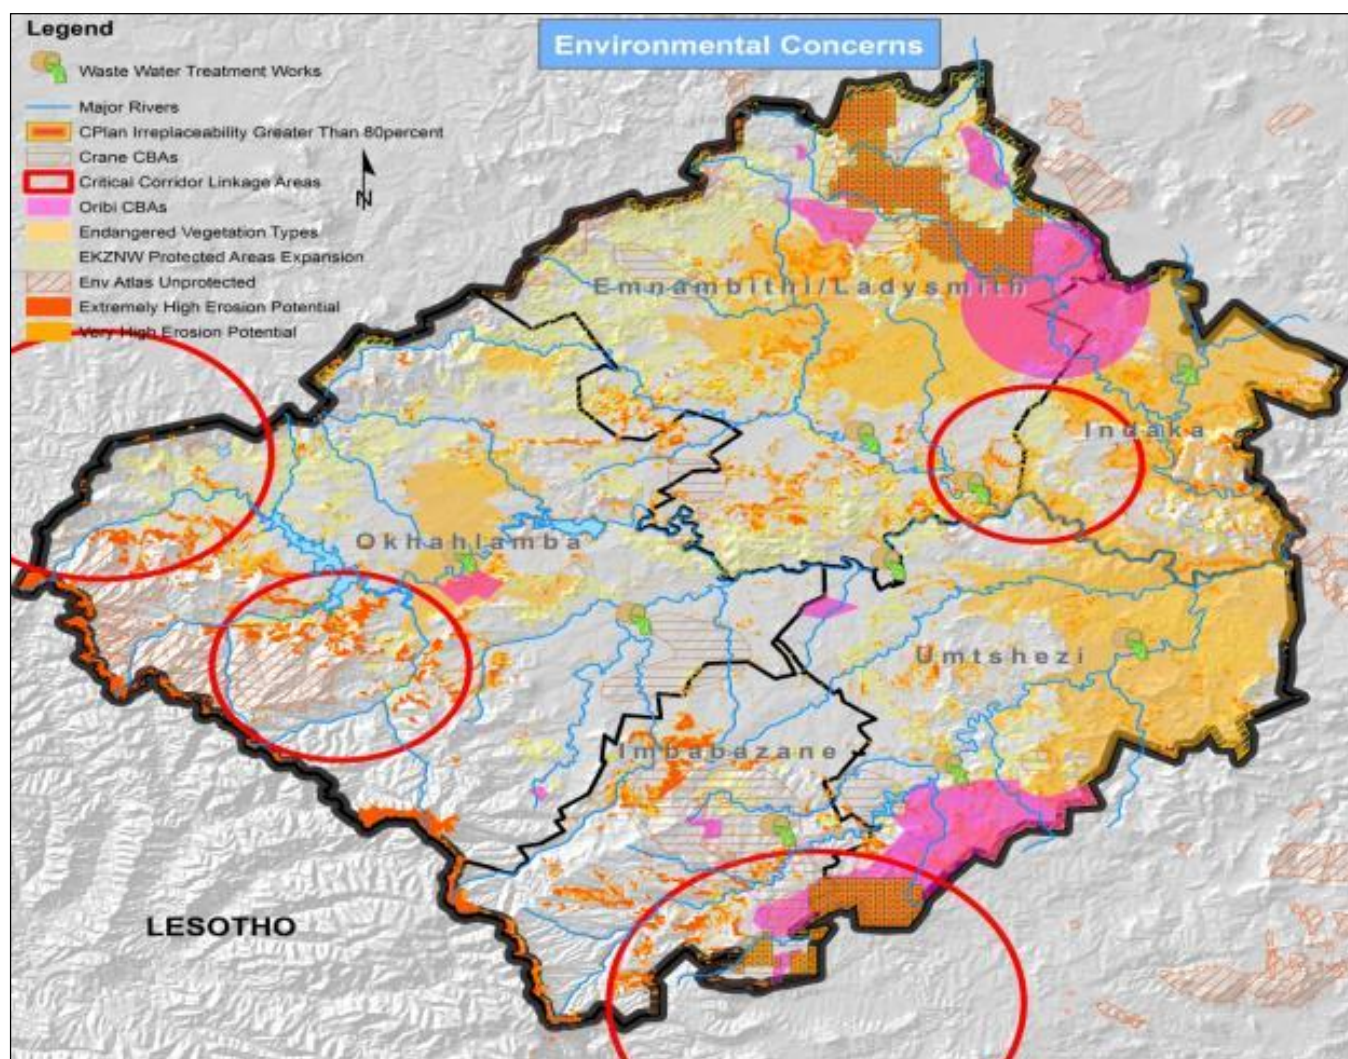 Legend
Environmental Concerns
Waste Water Treatment Works
Major Rivers
CPlan Irreplaceability Greater Than 80percent
Crane CBAs
Critical Corridor Linkage Areas
N
Oribi CBAs
Endangered Vegetation Types
EKZNW Protected Areas Expansion
Env Atlas Unprotected
Extremely High Erosion Potential
Very High Erosion Potential
Emnambithi/Ladysmith
Indaka
Okhahlamba
Umtshezi
Imbabazane
LESOTHO